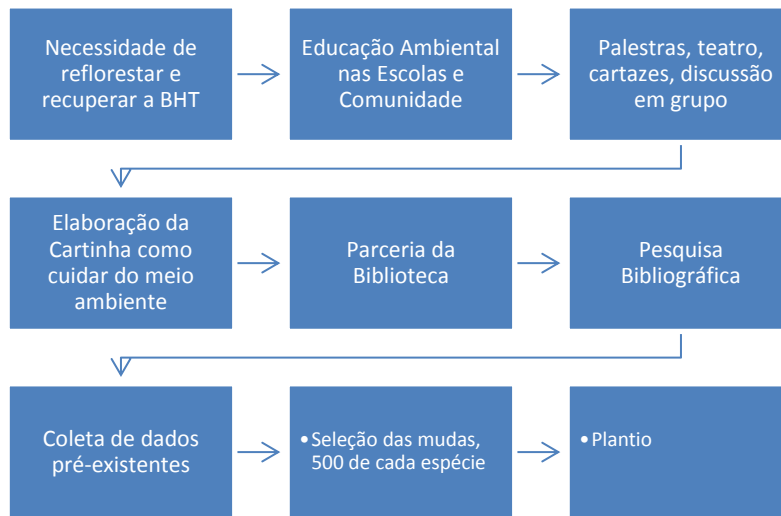 Necessidade de
reflorestar e
recuperar a BHT
Educação Ambiental
nas Escolas e
Comunidade
Palestras, teatro,
cartazes, discussão
em grupo
Elaboração da
Cartinha como
cuidar do meio
ambiente
Parceria da
Biblioteca
Pesquisa
Bibliográfica
Coleta de dados
pré-existentes
•Seleção das mudas,
500 de cada espécie
•Plantio